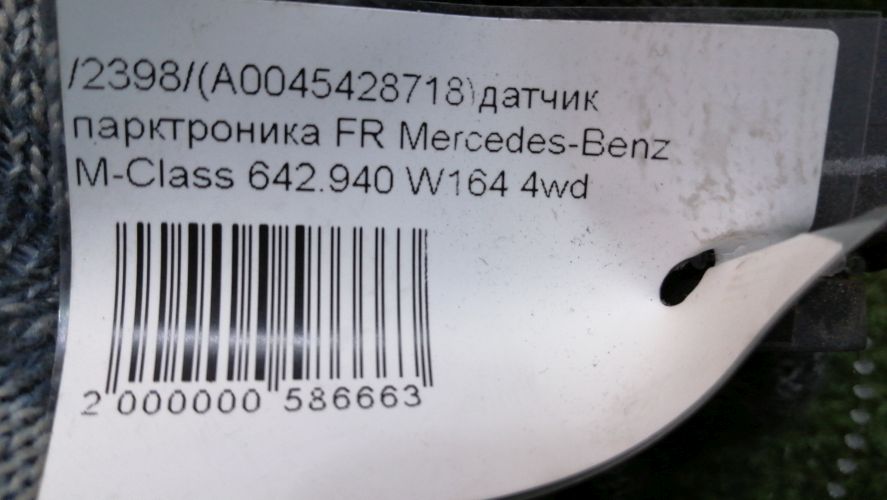 /2398/(A0045428718)датчик
парктроника FR Mercedes-Benz
M-Class 642.940 W164 4wd
2 000000 586663